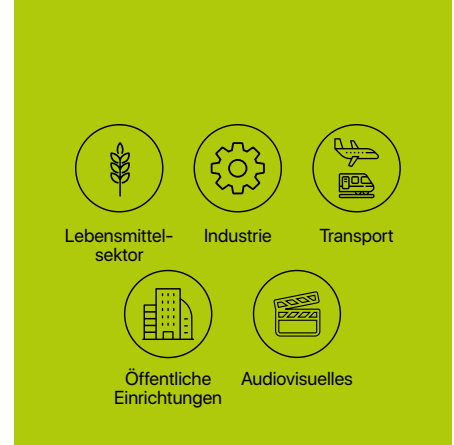 Lebensmittel-
sektor
Industrie
Transport
Öffentliche
Einrichtungen
Audiovisuelles